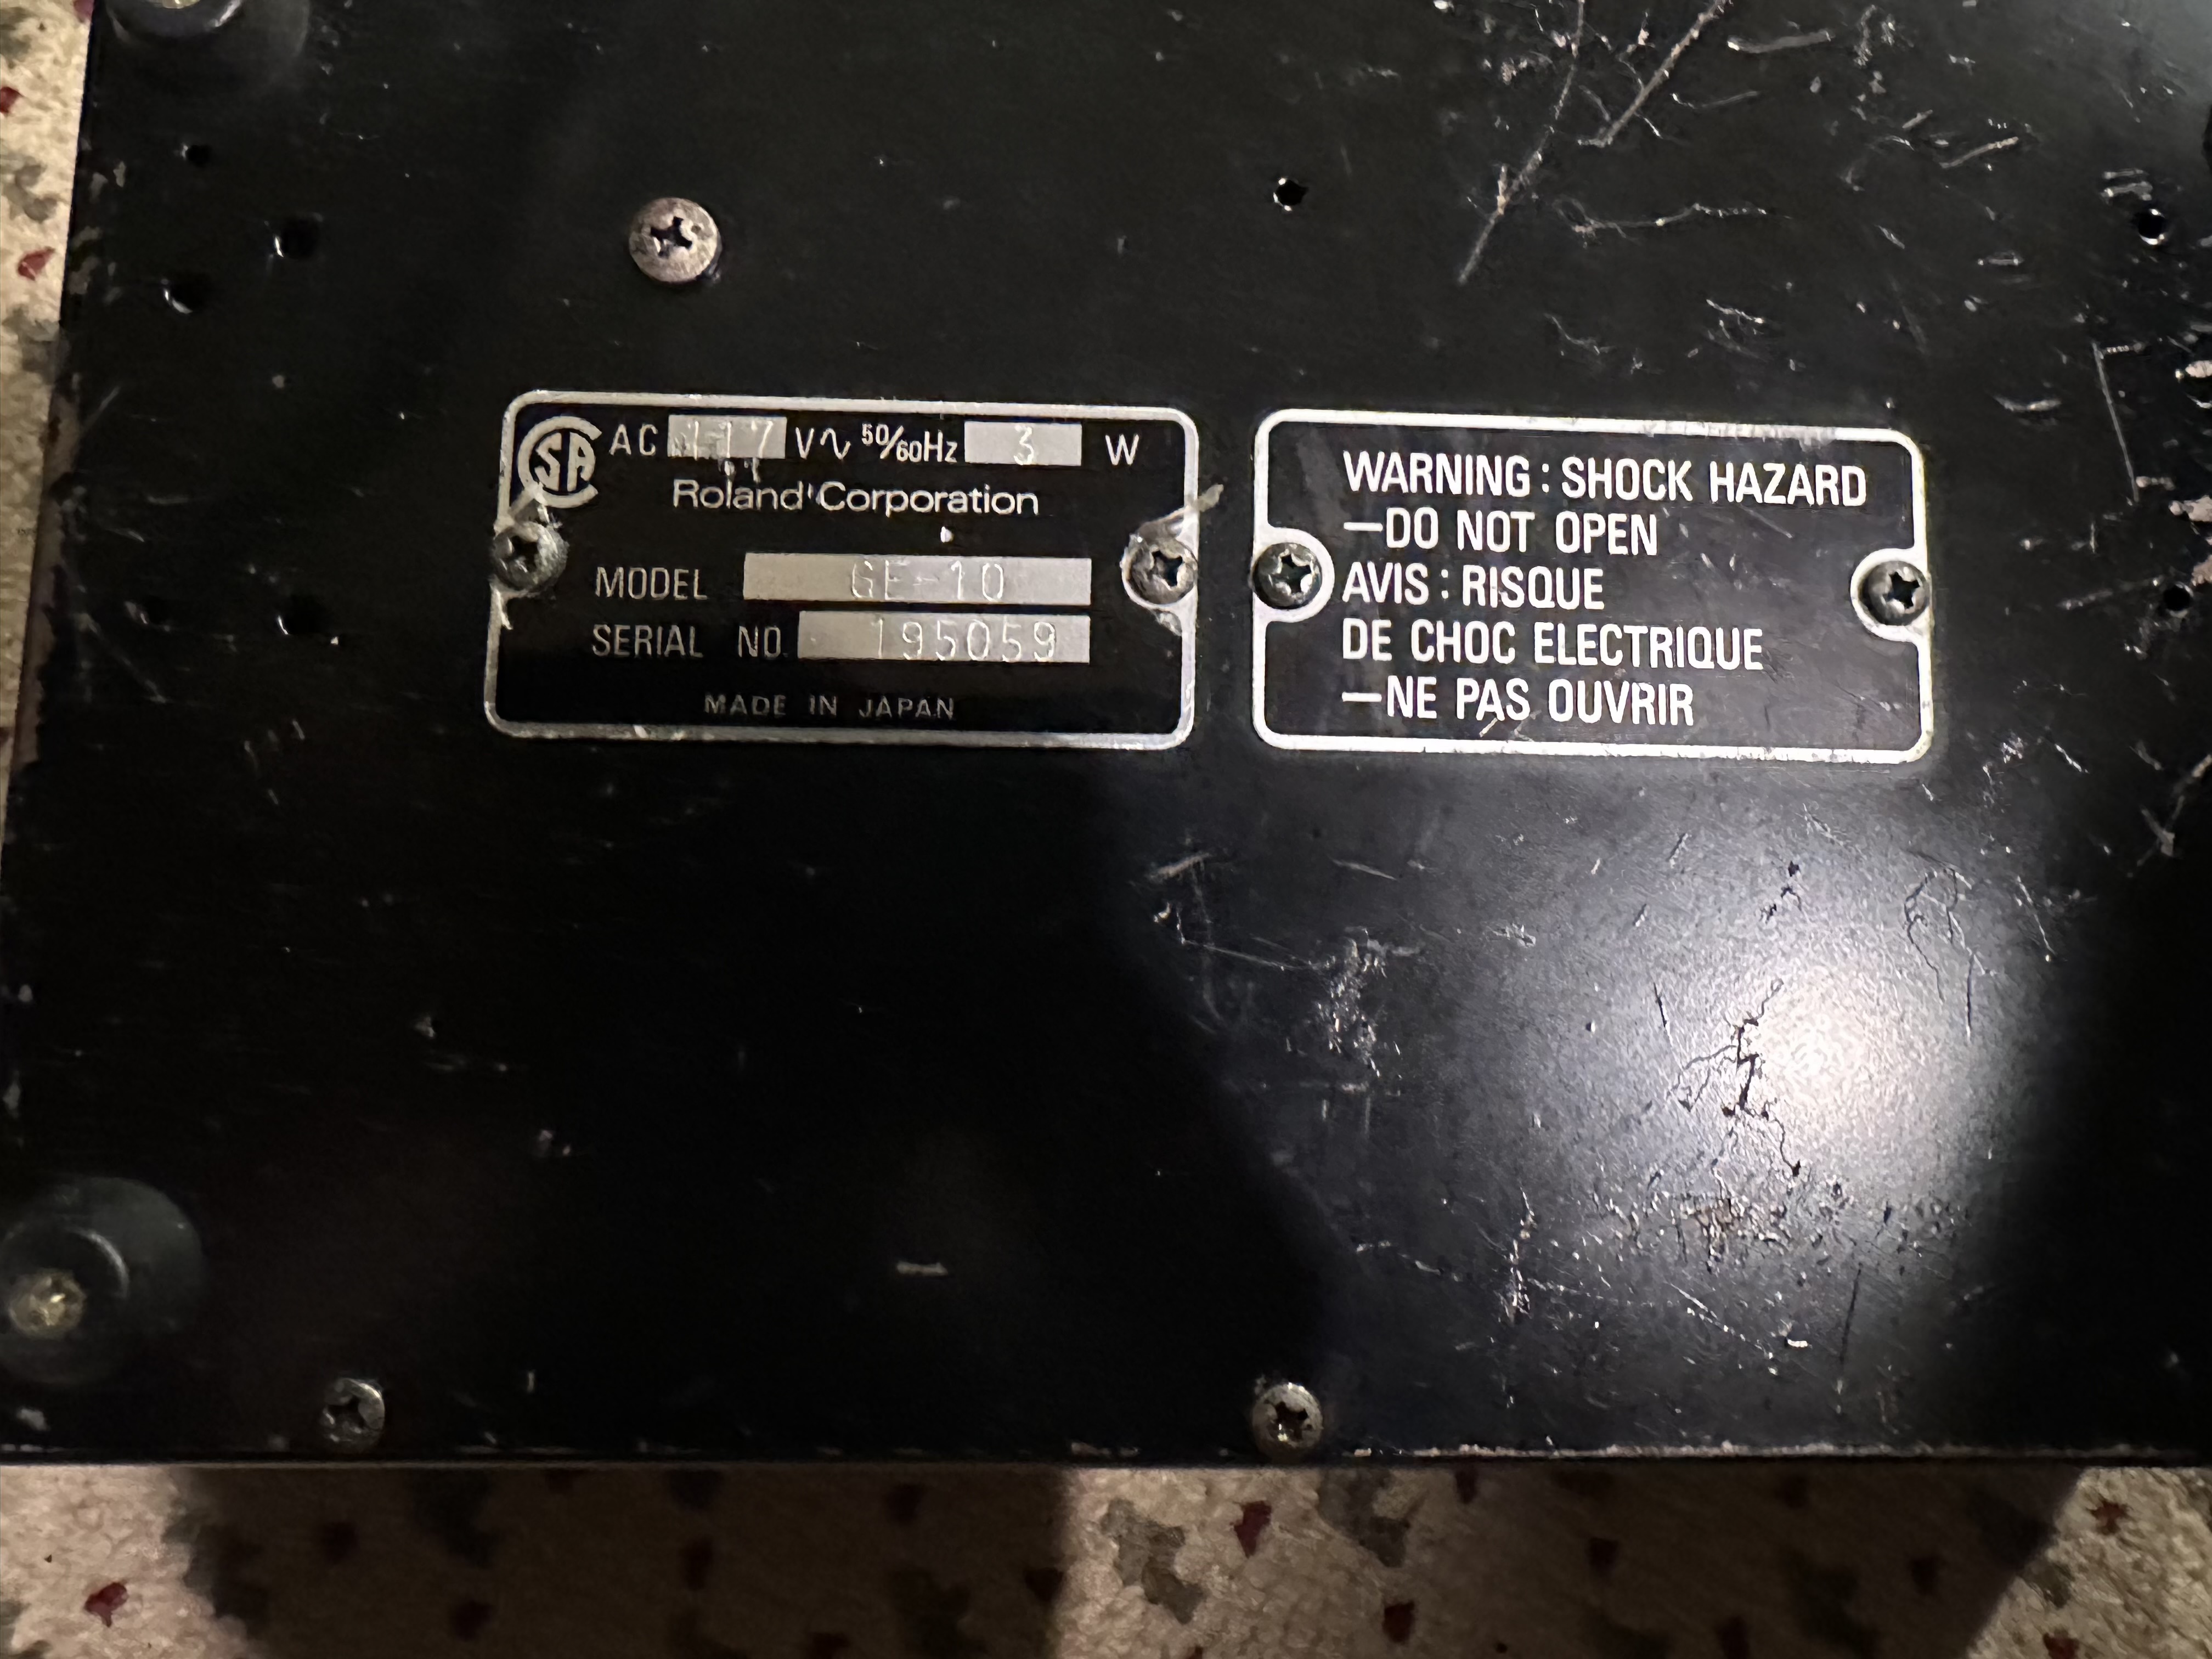 SA AC 117 V∿ 50/60Hz 3 W
Roland Corporation
MODEL GE-10
SERIAL NO. 195059
MADE IN JAPAN
WARNING : SHOCK HAZARD
—DO NOT OPEN
AVIS : RISQUE
DE CHOC ELECTRIQUE
—NE PAS OUVRIR